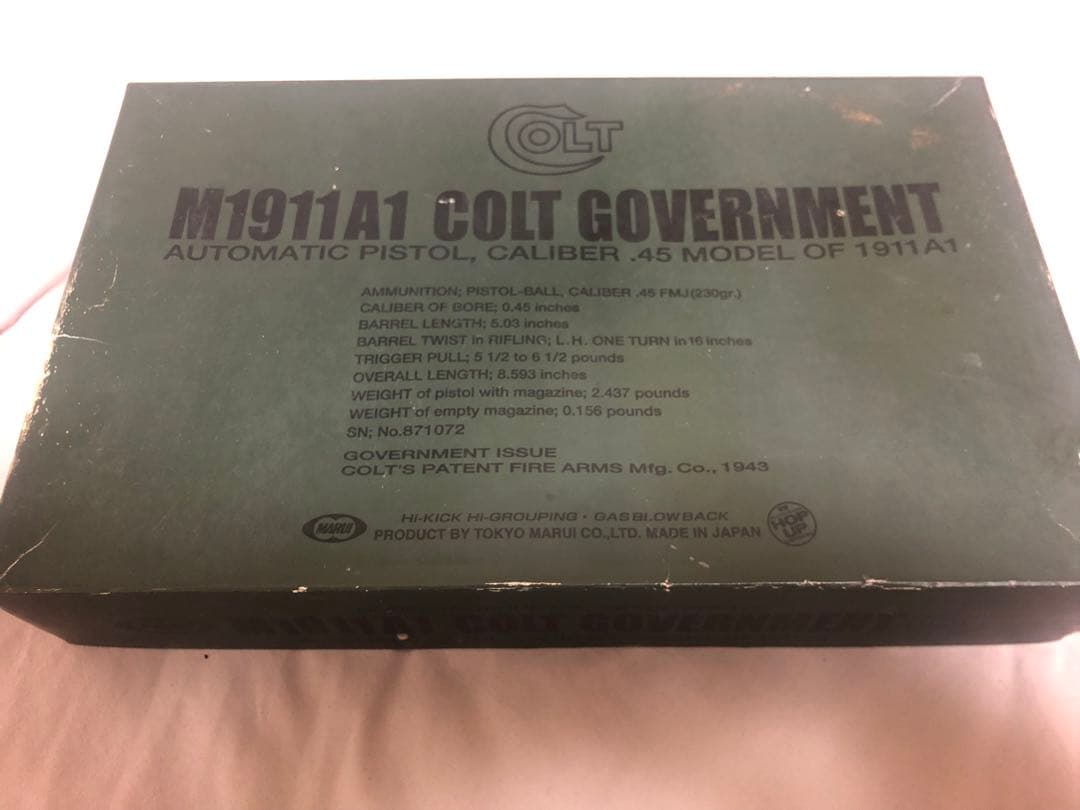 COLT
M1911A1 COLT GOVERNMENT
AUTOMATIC PISTOL, CALIBER .45 MODEL OF 1911A1
AMMUNITION; PISTOL-BALL, CALIBER .45 FMJ(230gr.)
CALIBER OF BORE; 0.45 inches
BARREL LENGTH; 5.03 inches
BARREL TWIST in RIFLING; L.H. ONE TURN in 16 inches
TRIGGER PULL; 5 1/2 to 6 1/2 pounds
OVERALL LENGTH; 8.593 inches
WEIGHT of pistol with magazine; 2.437 pounds
WEIGHT of empty magazine; 0.156 pounds
SN; No.871072
GOVERNMENT ISSUE
COLT'S PATENT FIRE ARMS Mfg. Co., 1943
MARUI
Hi-KICK Hi-GROUPING · GAS BLOWBACK
PRODUCT BY TOKYO MARUI CO.,LTD. MADE IN JAPAN
HOP UP
M1911A1 COLT GOVERNMENT